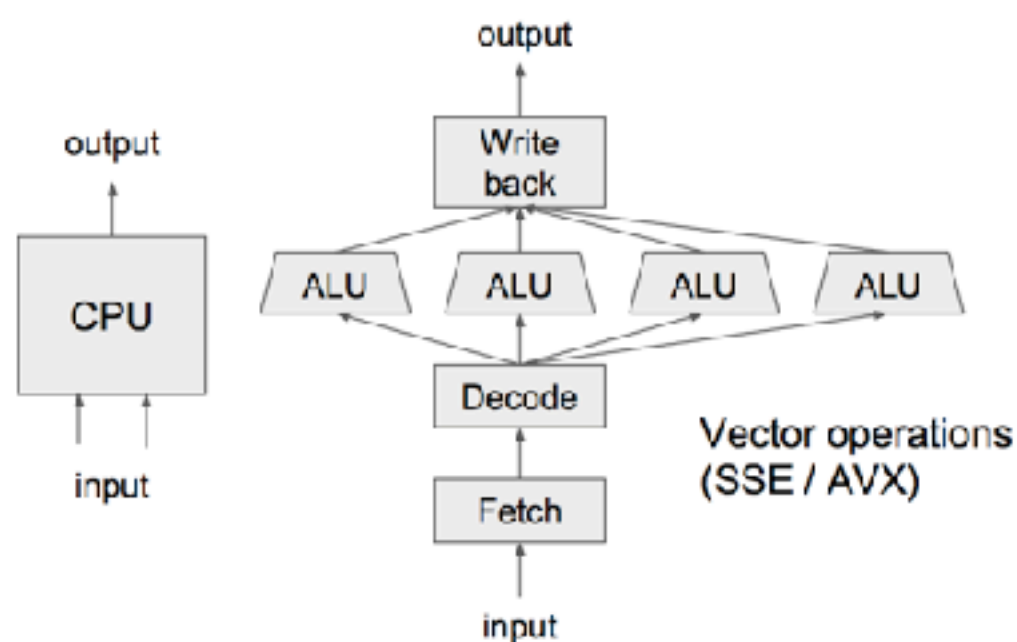 output
CPU
input
output
Write
back
ALU ALU ALU ALU
Decode
Fetch
input
Vector operations
(SSE / AVX)